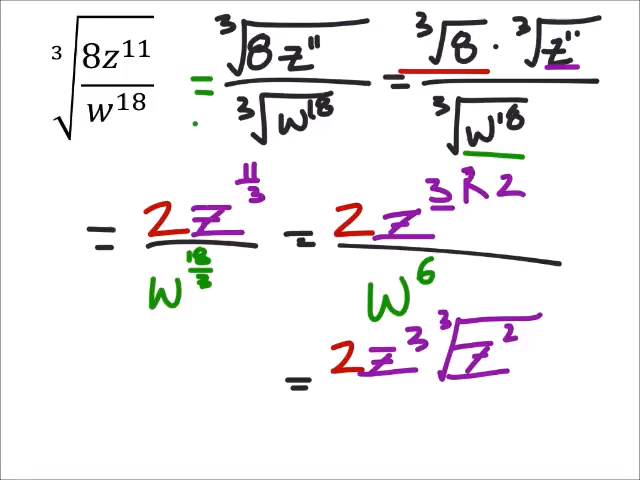 ∛(8z¹¹/w¹⁸) = ∛(8z¹¹)/∛(w¹⁸) = ∛8 · ∛(z¹¹)/∛(w¹⁸)
= 2z^(11/3)/w^(18/3) = 2z^(3 R 2)/w⁶
= 2z³ ∛(z²)